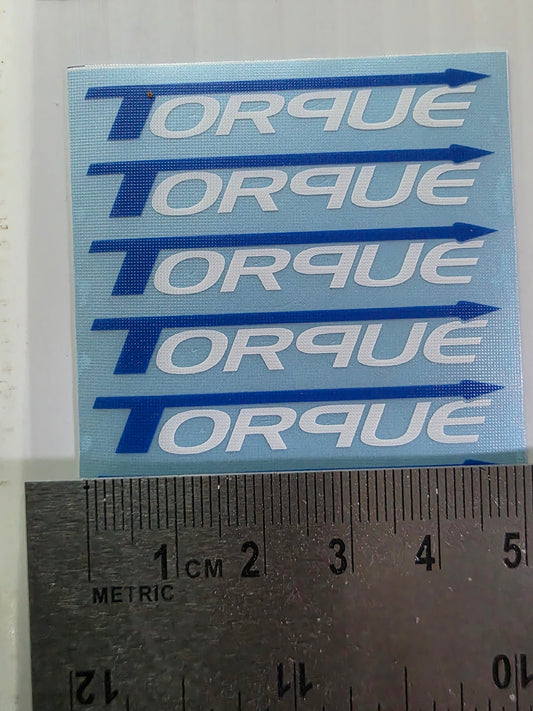 TORQUE
TORQUE
TORQUE
TORQUE
TORQUE
1 CM 2 3 4 5
METRIC
12 11 10